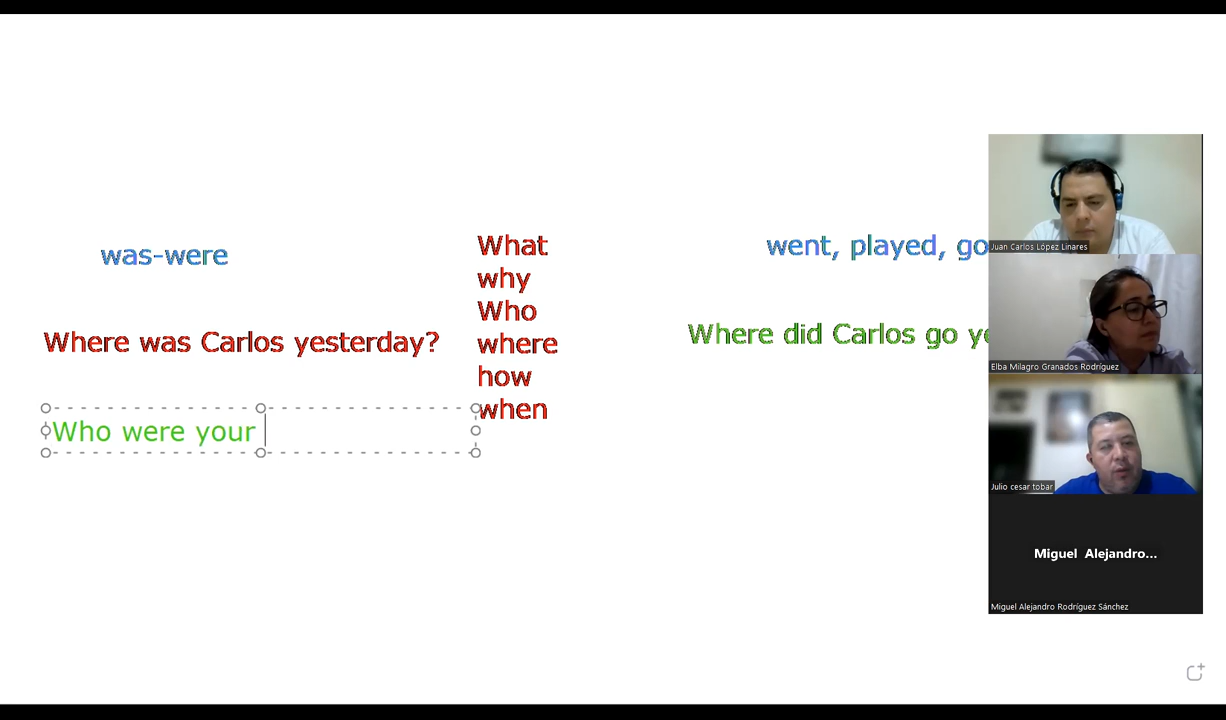 was-were
Where was Carlos yesterday?
Who were your
What
why
Who
where
how
when
went, played, go
Where did Carlos go ye
Juan Carlos López Linares
Elba Milagro Granados Rodríguez
Julio cesar tobar
Miguel Alejandro...
Miguel Alejandro Rodríguez Sánchez